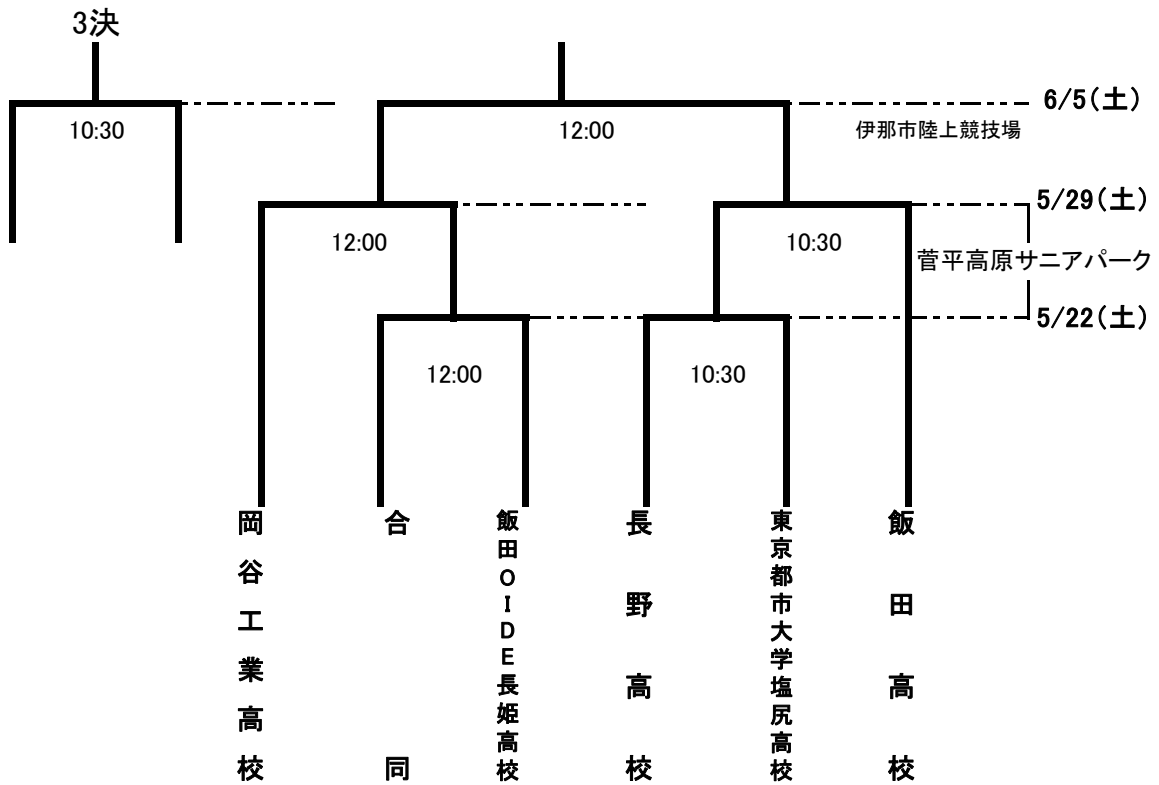 3決
6/5(土)
10:30
12:00
伊那市陸上競技場
5/29(土)
12:00
10:30
菅平高原サニアパーク
5/22(土)
12:00
10:30
岡谷工業高校
合同
飯田OIDE長姫高校
長野高校
東京都市大学塩尻高校
飯田高校